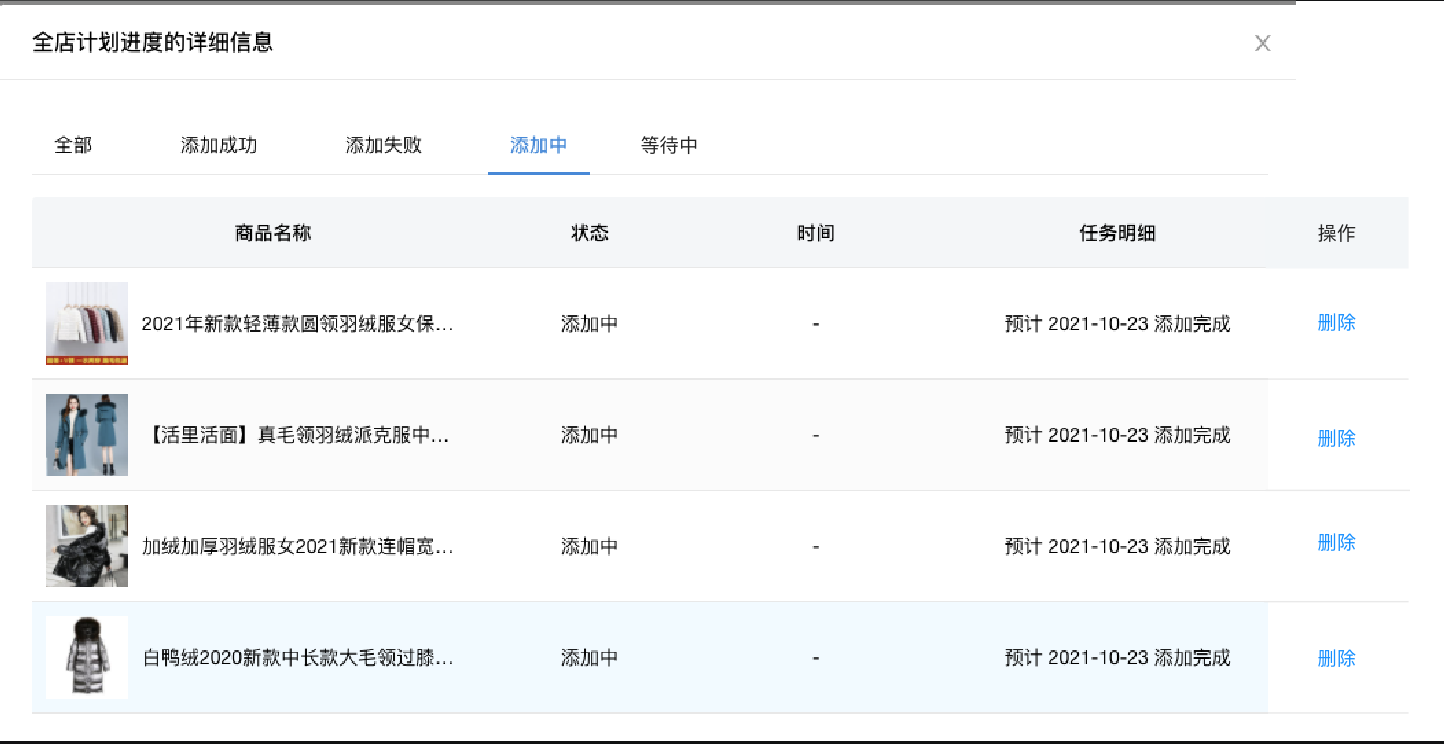 全店计划进度的详细信息
全部 添加成功 添加失败 添加中 等待中
商品名称 状态 时间 任务明细 操作
2021年新款轻薄款圆领羽绒服女保... 添加中 - 预计 2021-10-23 添加完成 删除
【活里活面】真毛领羽绒派克服中... 添加中 - 预计 2021-10-23 添加完成 删除
加绒加厚羽绒服女2021新款连帽宽... 添加中 - 预计 2021-10-23 添加完成 删除
白鸭绒2020新款中长款大毛领过膝... 添加中 - 预计 2021-10-23 添加完成 删除